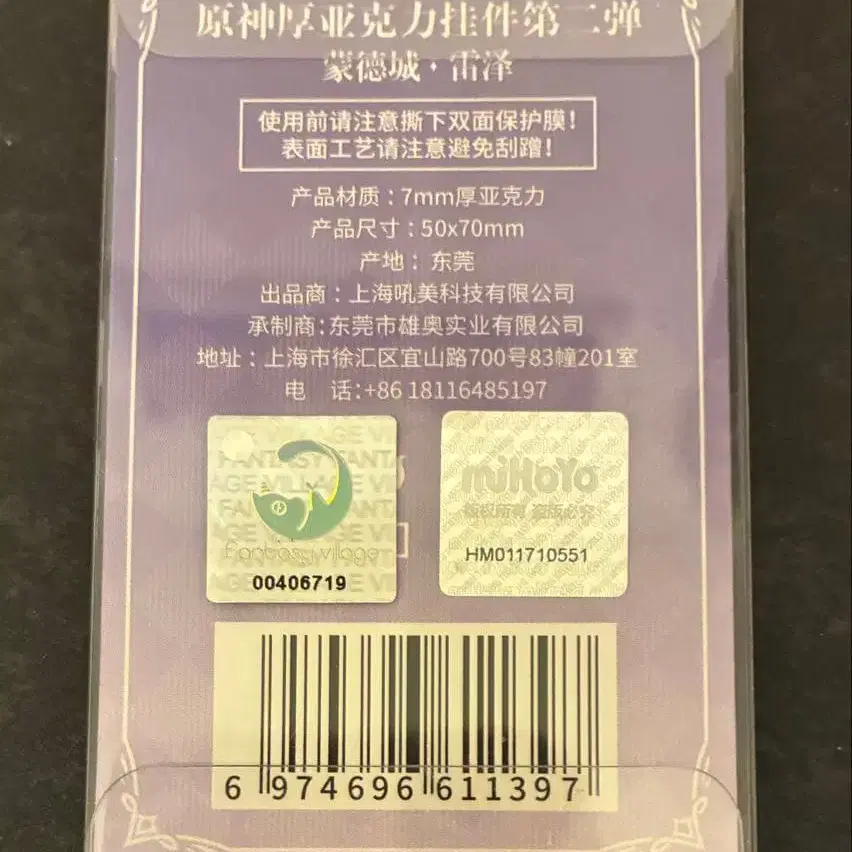 原神厚亚克力挂件第二弹
蒙德城·雷泽
使用前请注意撕下双面保护膜！
表面工艺请注意避免刮蹭！
产品材质：7mm厚亚克力
产品尺寸：50x70mm
产地：东莞
出品商：上海吼美科技有限公司
承制商：东莞市雄奥实业有限公司
地址：上海市徐汇区宜山路700号83幢201室
电　话：+86 18116485197
fantasy village
00406719
miHoYo
版权所有 盗版必究
HM011710551
6 974696 611397